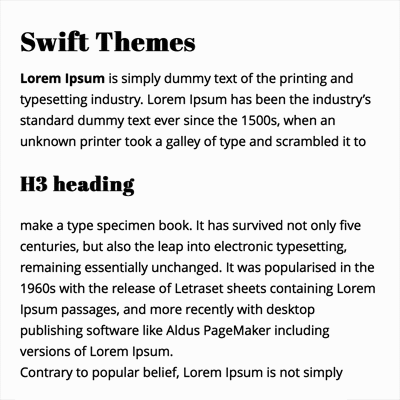 Swift Themes
Lorem Ipsum is simply dummy text of the printing and
typesetting industry. Lorem Ipsum has been the industry’s
standard dummy text ever since the 1500s, when an
unknown printer took a galley of type and scrambled it to
H3 heading
make a type specimen book. It has survived not only five
centuries, but also the leap into electronic typesetting,
remaining essentially unchanged. It was popularised in the
1960s with the release of Letraset sheets containing Lorem
Ipsum passages, and more recently with desktop
publishing software like Aldus PageMaker including
versions of Lorem Ipsum.
Contrary to popular belief, Lorem Ipsum is not simply